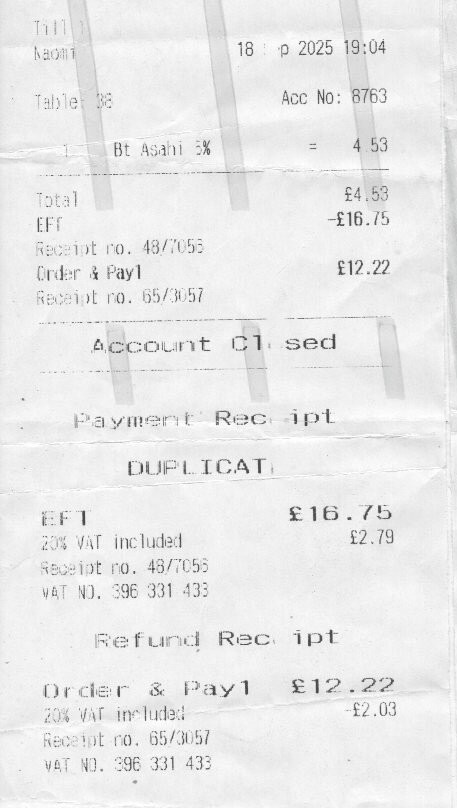 Till
Naomi 18 p 2025 19:04
Table 38 Acc No: 8763
1 Bt Asahi 5% = 4.53
Total £4.53
EFT -£16.75
Receipt no. 48/7056
Order & Pay1 £12.22
Receipt no. 65/3057
Account Cl sed
Payment Rec ipt
DUPLICAT
EFT £16.75
20% VAT included £2.79
Receipt no. 48/7056
VAT NO. 396 331 433
Refund Rec ipt
Order & Pay1 £12.22
20% VAT included -£2.03
Receipt no. 65/3057
VAT NO. 396 331 433